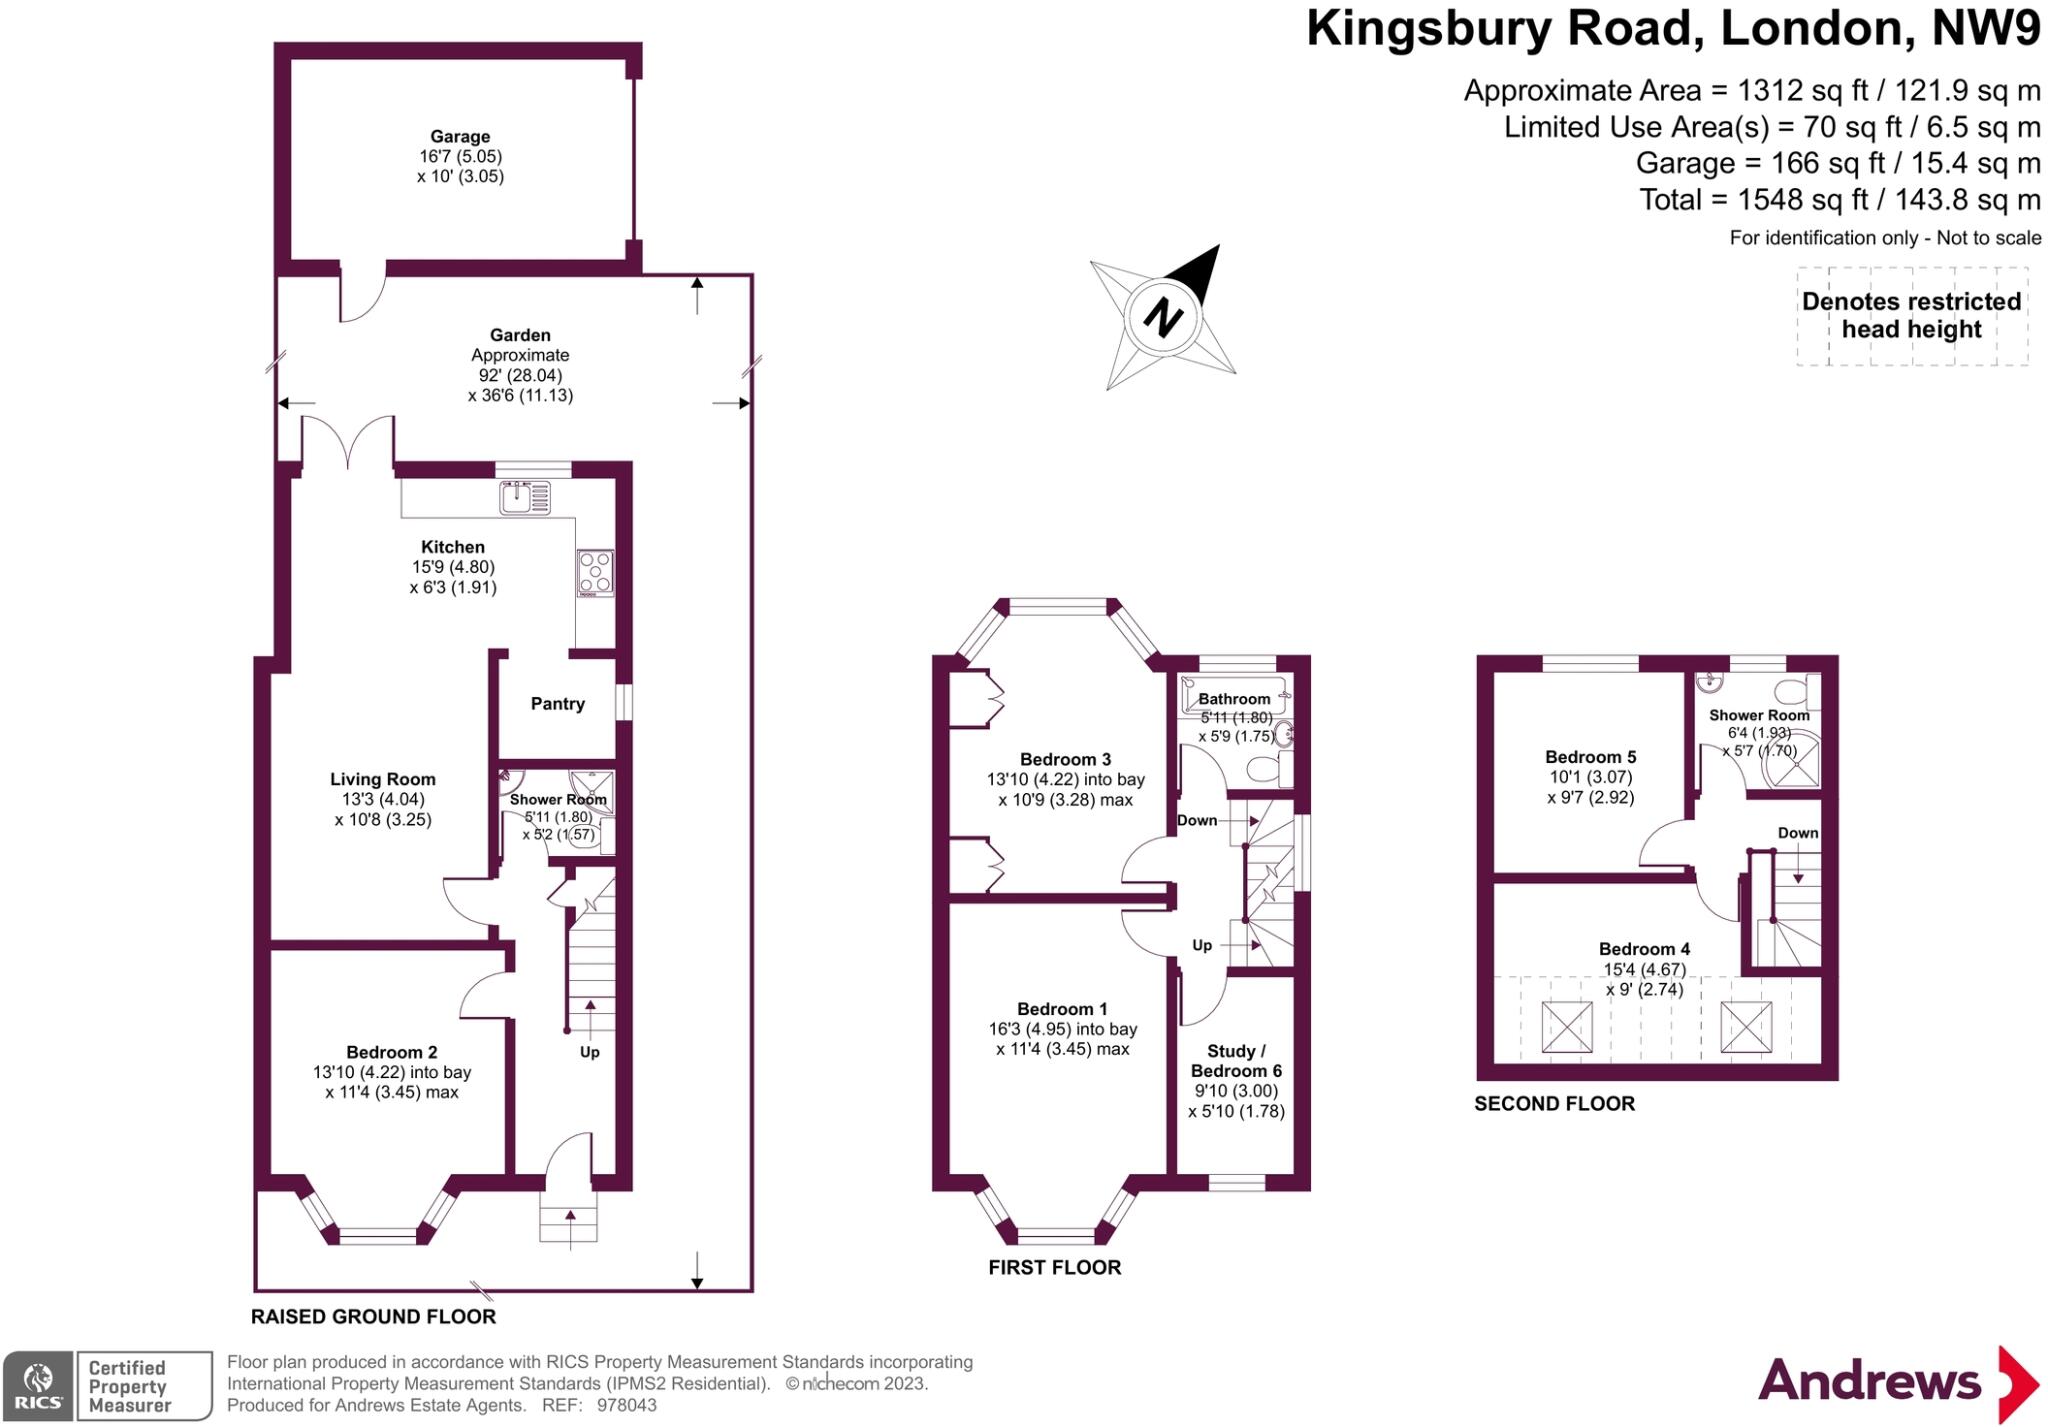 Kingsbury Road, London, NW9
Approximate Area = 1312 sq ft / 121.9 sq m
Limited Use Area(s) = 70 sq ft / 6.5 sq m
Garage = 166 sq ft / 15.4 sq m
Total = 1548 sq ft / 143.8 sq m
For identification only - Not to scale
Denotes restricted
head height
N
Garage
16'7 (5.05)
x 10' (3.05)
Garden
Approximate
92' (28.04)
x 36'6 (11.13)
Kitchen
15'9 (4.80)
x 6'3 (1.91)
Pantry
Living Room
13'3 (4.04)
x 10'8 (3.25)
Shower Room
5'11 (1.80)
x 5'2 (1.57)
Bedroom 2
13'10 (4.22) into bay
x 11'4 (3.45) max
Up
RAISED GROUND FLOOR
Bathroom
5'11 (1.80)
x 5'9 (1.75)
Bedroom 3
13'10 (4.22) into bay
x 10'9 (3.28) max
Down
Up
Bedroom 1
16'3 (4.95) into bay
x 11'4 (3.45) max
Study /
Bedroom 6
9'10 (3.00)
x 5'10 (1.78)
FIRST FLOOR
Shower Room
6'4 (1.93)
x 5'7 (1.70)
Bedroom 5
10'1 (3.07)
x 9'7 (2.92)
Down
Bedroom 4
15'4 (4.67)
x 9' (2.74)
SECOND FLOOR
RICS
Certified
Property
Measurer
Floor plan produced in accordance with RICS Property Measurement Standards incorporating
International Property Measurement Standards (IPMS2 Residential). © nichecom 2023.
Produced for Andrews Estate Agents. REF: 978043
Andrews